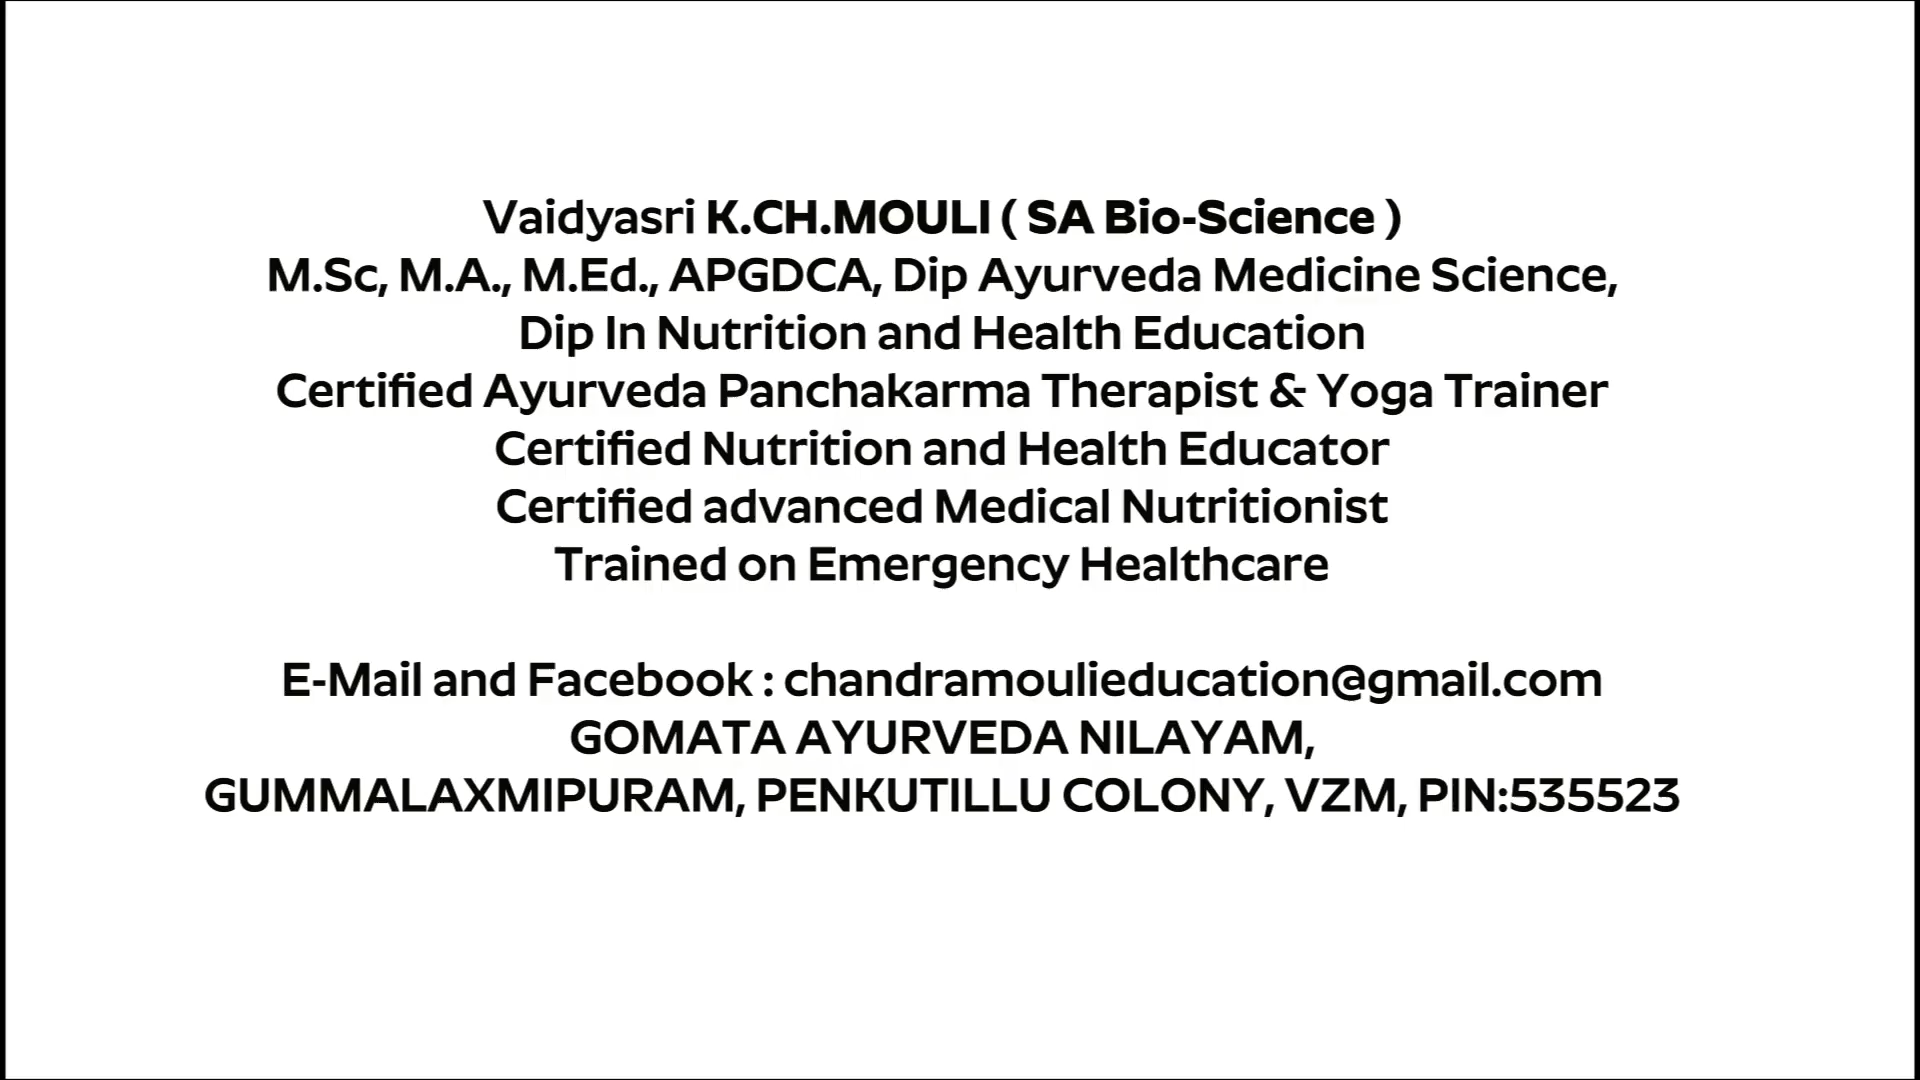 Vaidyasri K.CH.MOULI ( SA Bio-Science )
M.Sc, M.A., M.Ed., APGDCA, Dip Ayurveda Medicine Science,
Dip In Nutrition and Health Education
Certified Ayurveda Panchakarma Therapist & Yoga Trainer
Certified Nutrition and Health Educator
Certified advanced Medical Nutritionist
Trained on Emergency Healthcare
E-Mail and Facebook : chandramoulieducation@gmail.com
GOMATA AYURVEDA NILAYAM,
GUMMALAXMIPURAM, PENKUTILLU COLONY, VZM, PIN:535523